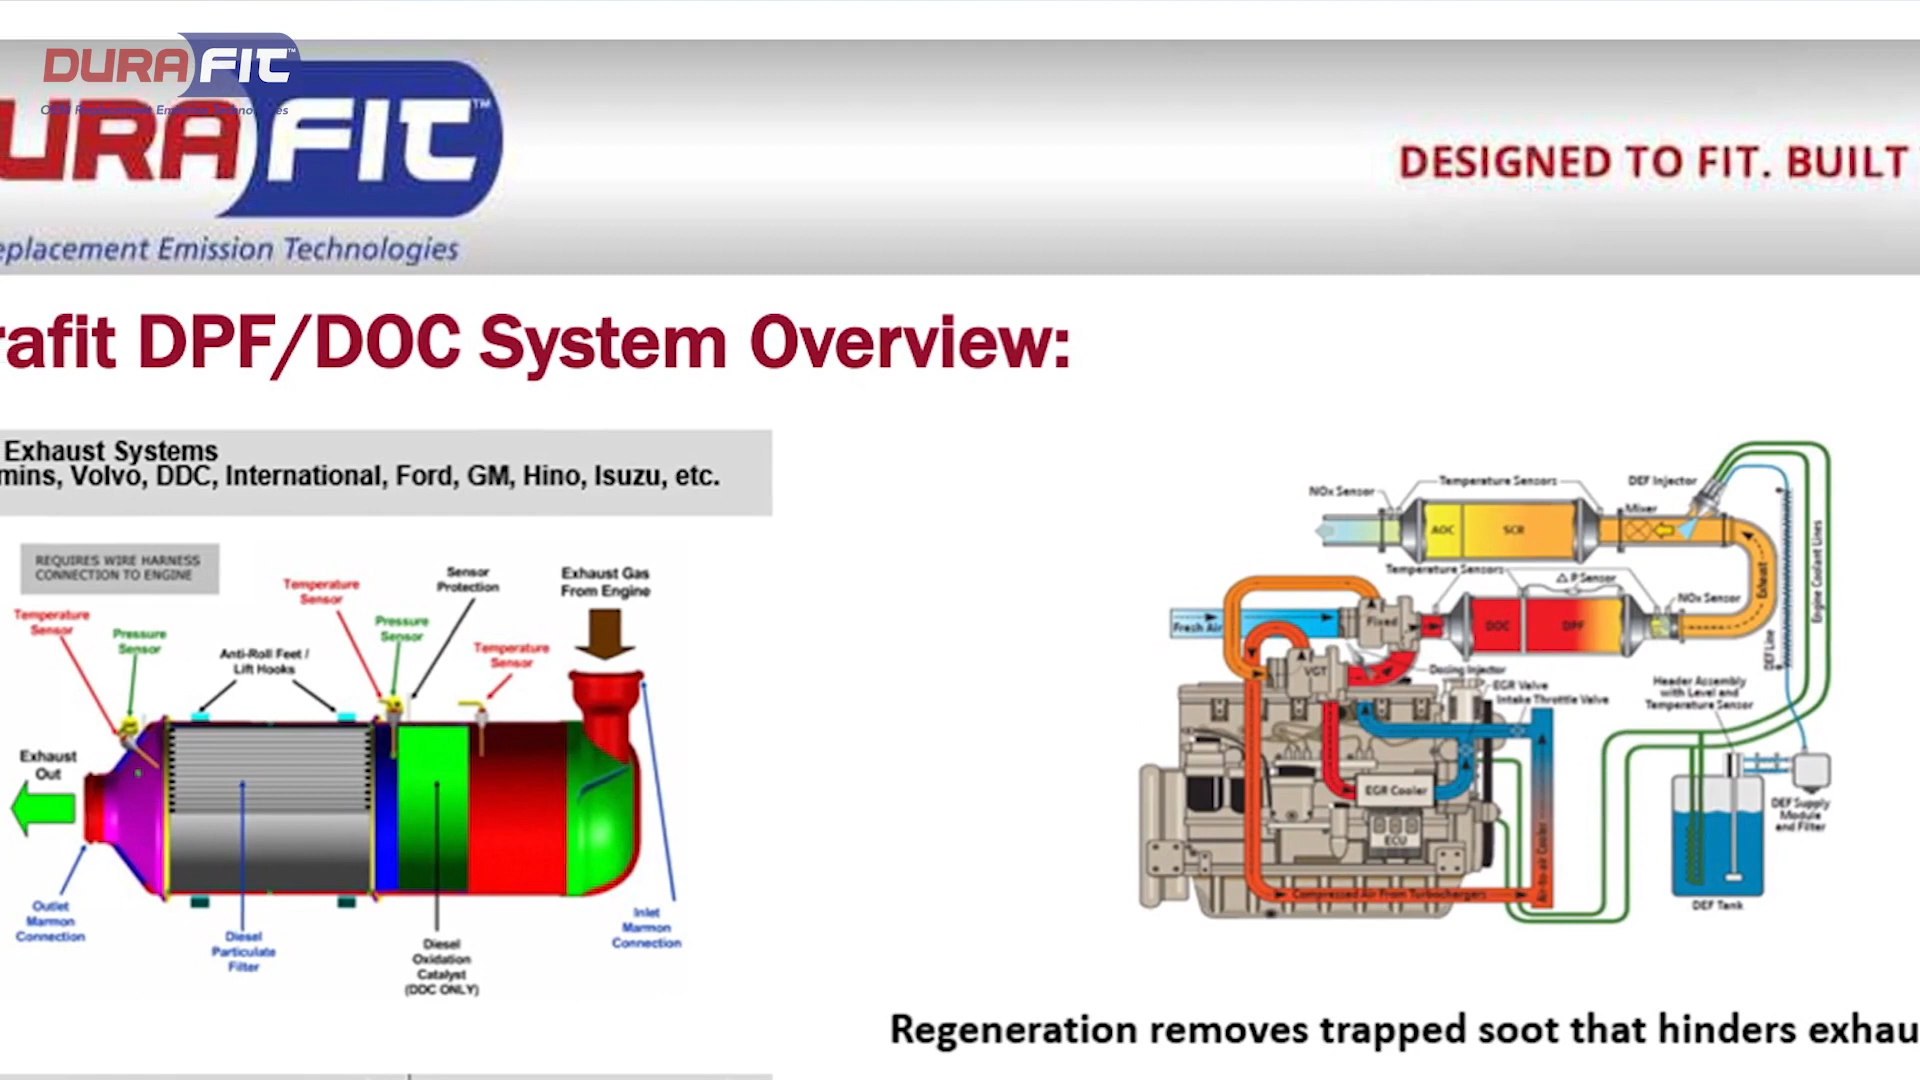 DURAFIT™
URAFIT™
eplacement Emission Technologies
DESIGNED TO FIT. BUILT
rafit DPF/DOC System Overview:
Exhaust Systems
mins, Volvo, DDC, International, Ford, GM, Hino, Isuzu, etc.
REQUIRES WIRE HARNESS
CONNECTION TO ENGINE
Temperature
Sensor
Pressure
Sensor
Anti-Roll Feet /
Lift Hooks
Temperature
Sensor
Pressure
Sensor
Sensor
Protection
Temperature
Sensor
Exhaust Gas
From Engine
Exhaust
Out
Outlet
Marmon
Connection
Diesel
Particulate
Filter
Diesel
Oxidation
Catalyst
(DDC ONLY)
Inlet
Marmon
Connection
NOx Sensor
Temperature Sensors
DEF Injector
Mixer
AOC
SCR
Temperature Sensors
△ P Sensor
NOx Sensor
Exhaust
Engine Coolant Lines
DEF Line
Fresh Air
Fixed
DOC
DPF
VGT
Dosing Injector
EGR Valve
Intake Throttle Valve
Header Assembly
with Level and
Temperature Sensor
EGR Cooler
ECU
Compressed Air From Turbochargers
Air-to-air Cooler
DEF Supply
Module
and Filter
DEF Tank
Regeneration removes trapped soot that hinders exhau